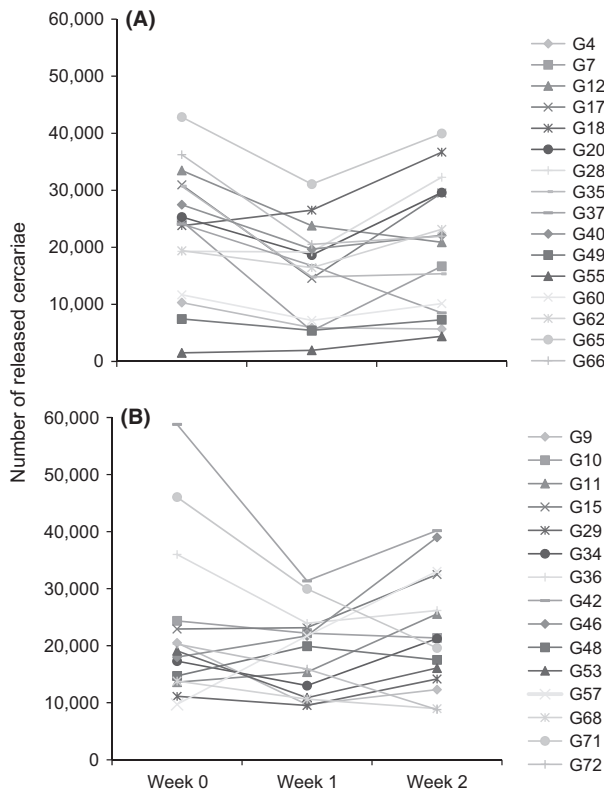 Number of released cercariae
(A)
60,000
50,000
40,000
30,000
20,000
10,000
0
G4
G7
G12
G17
G18
G20
G28
G35
G37
G40
G49
G55
G60
G62
G65
G66
(B)
60,000
50,000
40,000
30,000
20,000
10,000
0
Week 0 Week 1 Week 2
G9
G10
G11
G15
G29
G34
G36
G42
G46
G48
G53
G57
G68
G71
G72